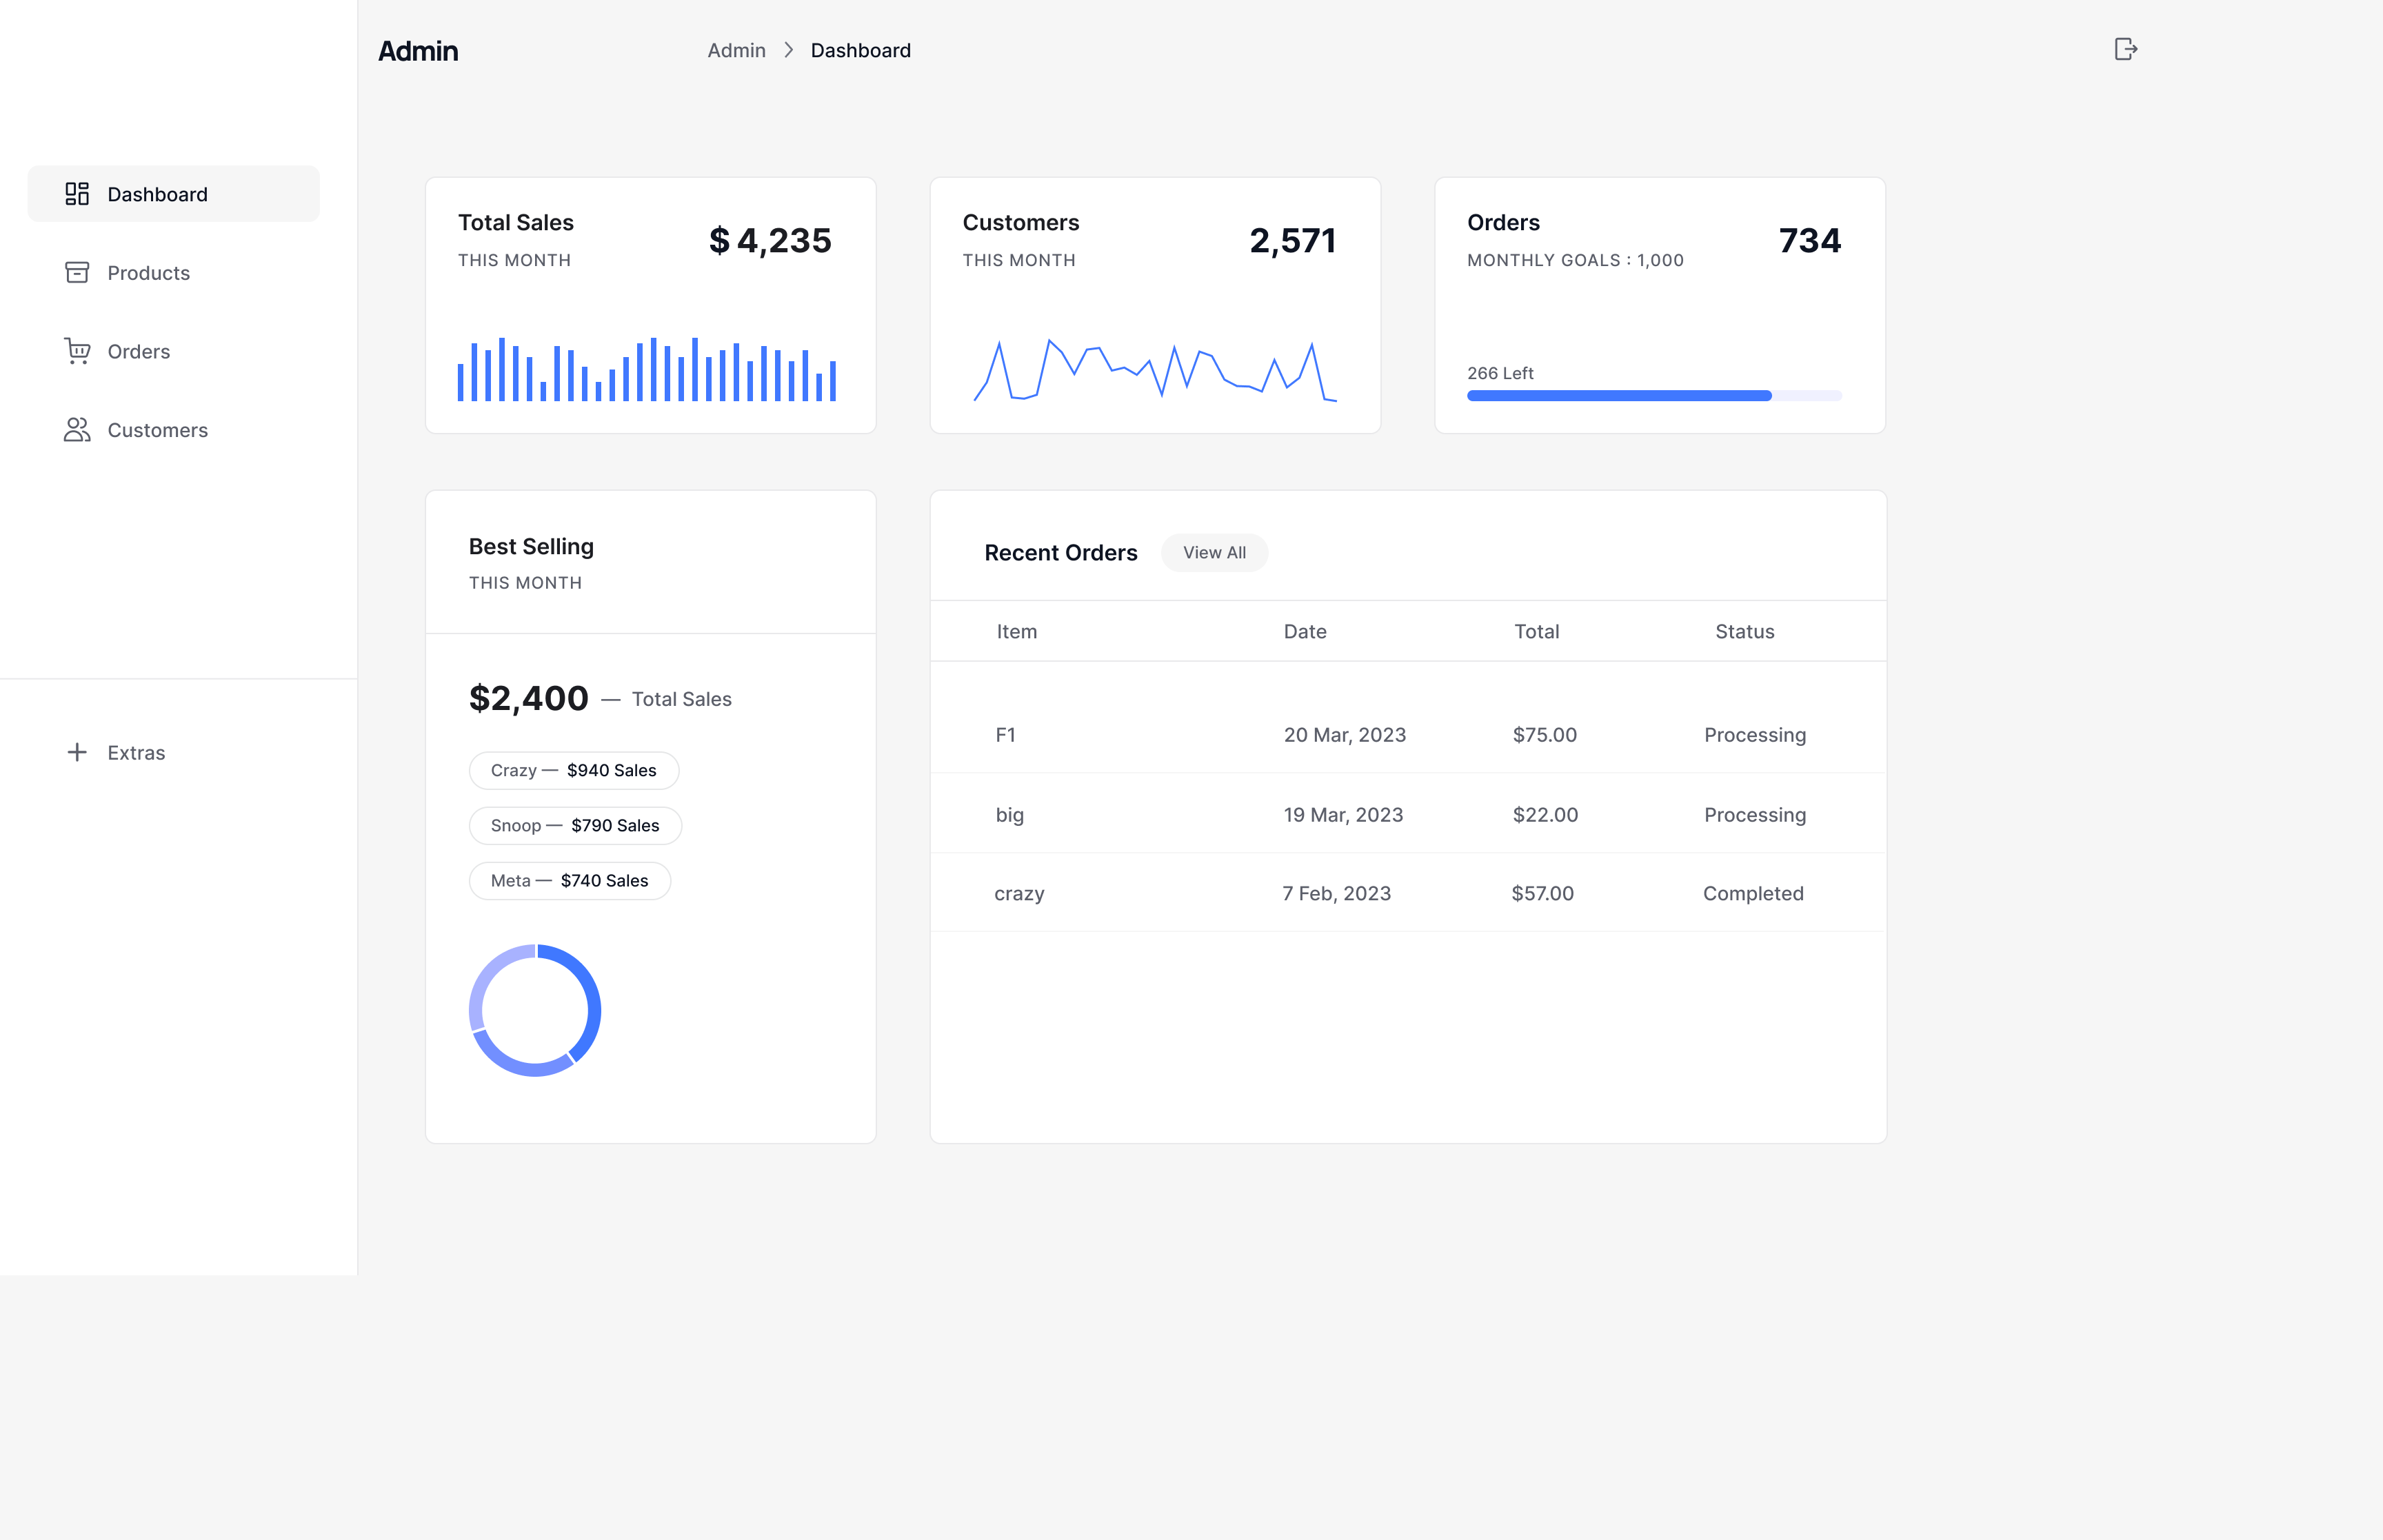 Admin
Admin > Dashboard
Dashboard
Products
Orders
Customers
Extras
Total Sales
THIS MONTH
$ 4,235
Customers
THIS MONTH
2,571
Orders
MONTHLY GOALS : 1,000
734
266 Left
Best Selling
THIS MONTH
$2,400 — Total Sales
Crazy — $940 Sales
Snoop — $790 Sales
Meta — $740 Sales
Recent Orders View All
Item Date Total Status
F1 20 Mar, 2023 $75.00 Processing
big 19 Mar, 2023 $22.00 Processing
crazy 7 Feb, 2023 $57.00 Completed